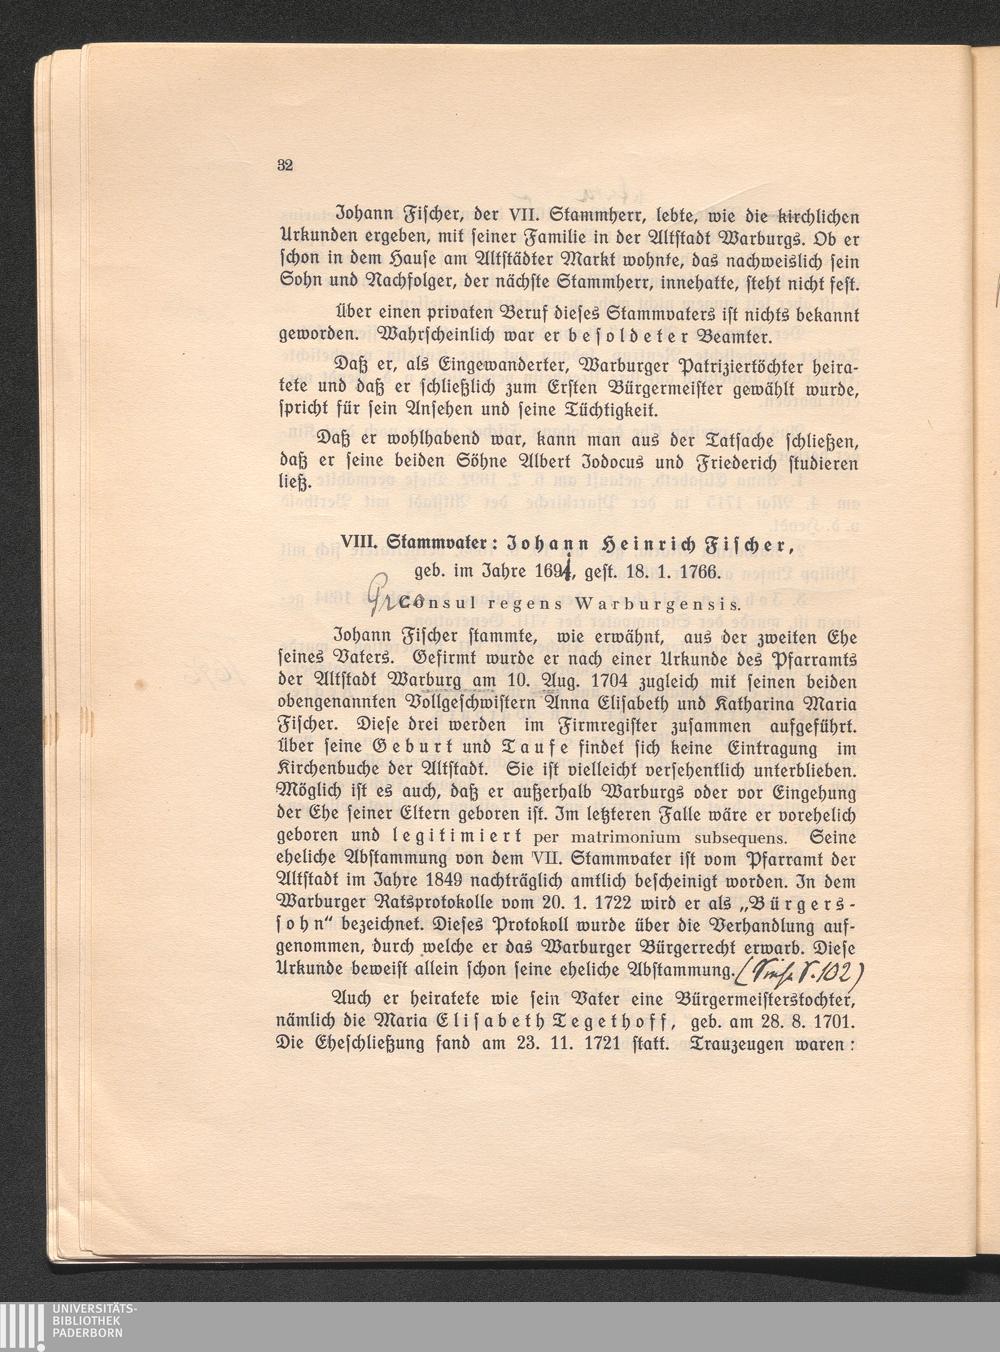 32
Johann Fischer, der VII. Stammherr, lebte, wie die kirchlichen
Urkunden ergeben, mit seiner Familie in der Altstadt Warburgs. Ob er
schon in dem Hause am Altstädter Markt wohnte, das nachweislich sein
Sohn und Nachfolger, der nächste Stammherr, innehatte, steht nicht fest.
Über einen privaten Beruf dieses Stammvaters ist nichts bekannt
geworden. Wahrscheinlich war er besoldeter Beamter.
Daß er, als Eingewanderter, Warburger Patriziertöchter heira-
tete und daß er schließlich zum Ersten Bürgermeister gewählt wurde,
spricht für sein Ansehen und seine Tüchtigkeit.
Daß er wohlhabend war, kann man aus der Tatsache schließen,
daß er seine beiden Söhne Albert Jodocus und Friederich studieren
ließ.
VIII. Stammvater: Johann Heinrich Fischer,
geb. im Jahre 1691, gest. 18. 1. 1766.
Consul regens Warburgensis.
Johann Fischer stammte, wie erwähnt, aus der zweiten Ehe
seines Vaters. Gefirmt wurde er nach einer Urkunde des Pfarramts
der Altstadt Warburg am 10. Aug. 1704 zugleich mit seinen beiden
obengenannten Vollgeschwistern Anna Elisabeth und Katharina Maria
Fischer. Diese drei werden im Firmregister zusammen aufgeführt.
Über seine Geburt und Taufe findet sich keine Eintragung im
Kirchenbuche der Altstadt. Sie ist vielleicht versehentlich unterblieben.
Möglich ist es auch, daß er außerhalb Warburgs oder vor Eingehung
der Ehe seiner Eltern geboren ist. Im letzteren Falle wäre er vorehelich
geboren und legitimiert per matrimonium subsequens. Seine
eheliche Abstammung von dem VII. Stammvater ist vom Pfarramt der
Altstadt im Jahre 1849 nachträglich amtlich bescheinigt worden. In dem
Warburger Ratsprotokolle vom 20. 1. 1722 wird er als „Bürgers-
sohn“ bezeichnet. Dieses Protokoll wurde über die Verhandlung auf-
genommen, durch welche er das Warburger Bürgerrecht erwarb. Diese
Urkunde beweist allein schon seine eheliche Abstammung. (S. 102)
Auch er heiratete wie sein Vater eine Bürgermeisterstochter,
nämlich die Maria Elisabeth Tegethoff, geb. am 28. 8. 1701.
Die Eheschließung fand am 23. 11. 1721 statt. Trauzeugen waren:
UNIVERSITÄTS-
BIBLIOTHEK
PADERBORN